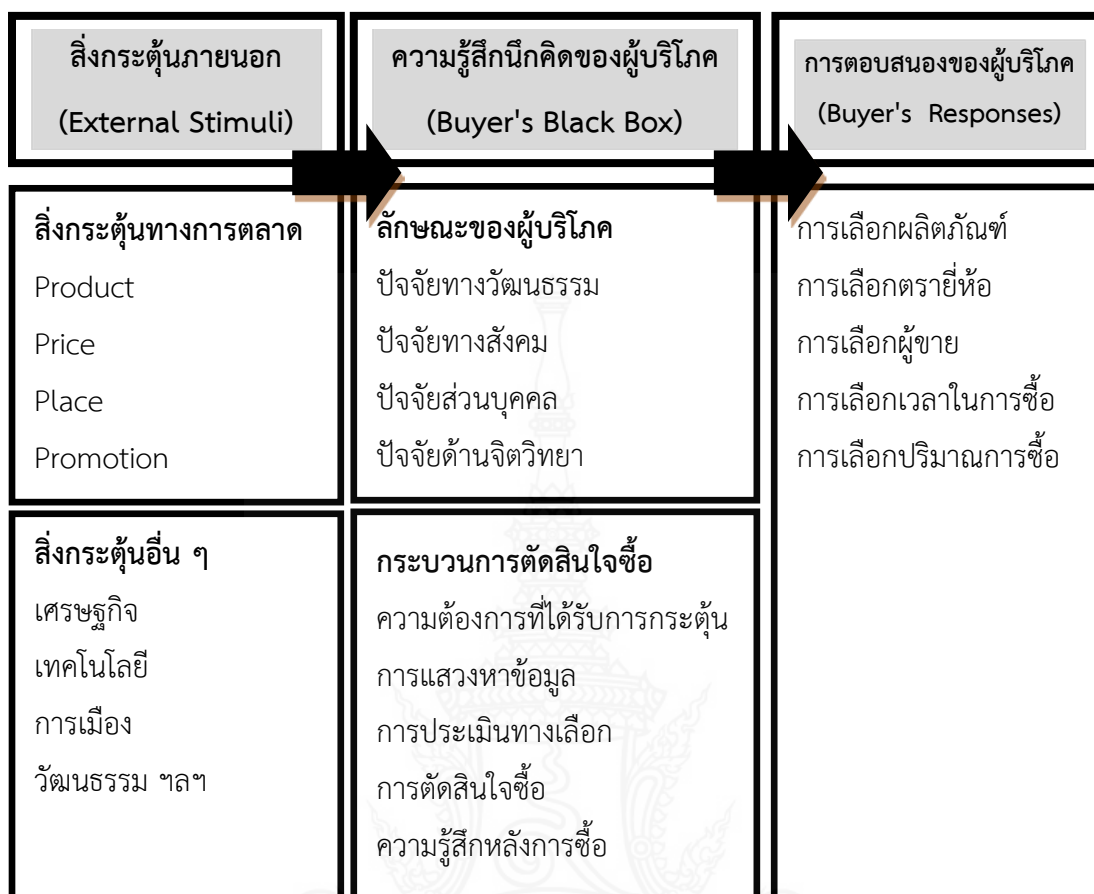 สิ่งกระตุ้นภายนอก
(External Stimuli)
ความรู้สึกนึกคิดของผู้บริโภค
(Buyer's Black Box)
การตอบสนองของผู้บริโภค
(Buyer's Responses)
สิ่งกระตุ้นทางการตลาด
Product
Price
Place
Promotion
สิ่งกระตุ้นอื่น ๆ
เศรษฐกิจ
เทคโนโลยี
การเมือง
วัฒนธรรม ฯลฯ
ลักษณะของผู้บริโภค
ปัจจัยทางวัฒนธรรม
ปัจจัยทางสังคม
ปัจจัยส่วนบุคคล
ปัจจัยด้านจิตวิทยา
กระบวนการตัดสินใจซื้อ
ความต้องการที่ได้รับการกระตุ้น
การแสวงหาข้อมูล
การประเมินทางเลือก
การตัดสินใจซื้อ
ความรู้สึกหลังการซื้อ
การเลือกผลิตภัณฑ์
การเลือกตรายี่ห้อ
การเลือกผู้ขาย
การเลือกเวลาในการซื้อ
การเลือกปริมาณการซื้อ